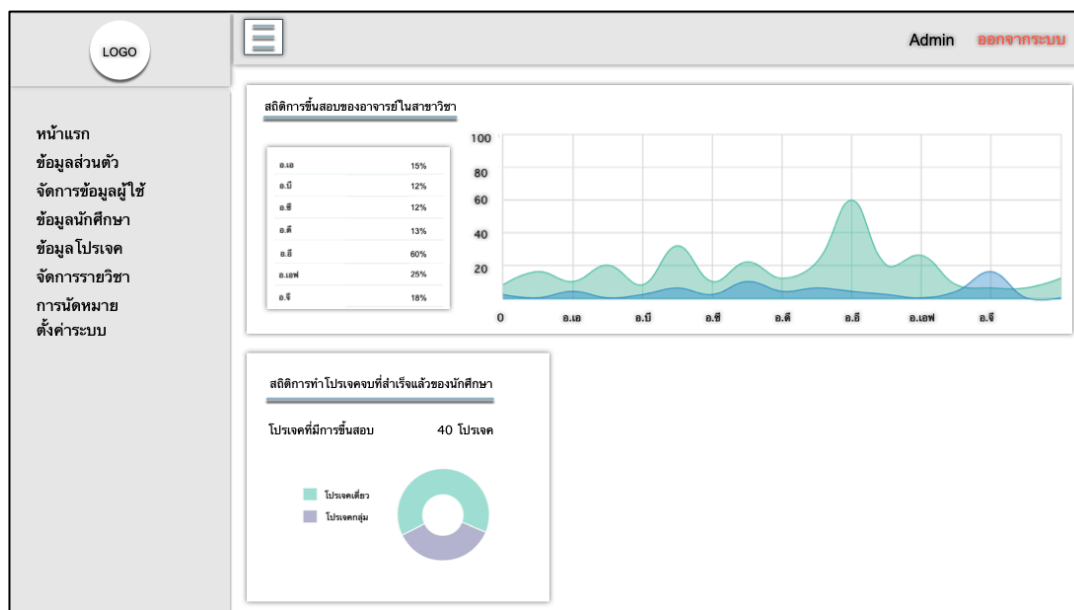 LOGO
Admin ออกจากระบบ
หน้าแรก
ข้อมูลส่วนตัว
จัดการข้อมูลผู้ใช้
ข้อมูลนักศึกษา
ข้อมูลโปรเจค
จัดการรายวิชา
การนัดหมาย
ตั้งค่าระบบ
สถิติการขึ้นสอบของอาจารย์ในสาขาวิชา
อ.เอ 15%
อ.บี 12%
อ.ซี 12%
อ.ดี 13%
อ.อี 60%
อ.เอฟ 25%
อ.จี 18%
100
80
60
40
20
0 อ.เอ อ.บี อ.ซี อ.ดี อ.อี อ.เอฟ อ.จี
สถิติการทำโปรเจคจบที่สำเร็จแล้วของนักศึกษา
โปรเจคที่มีการขึ้นสอบ 40 โปรเจค
โปรเจคเดี่ยว
โปรเจคกลุ่ม